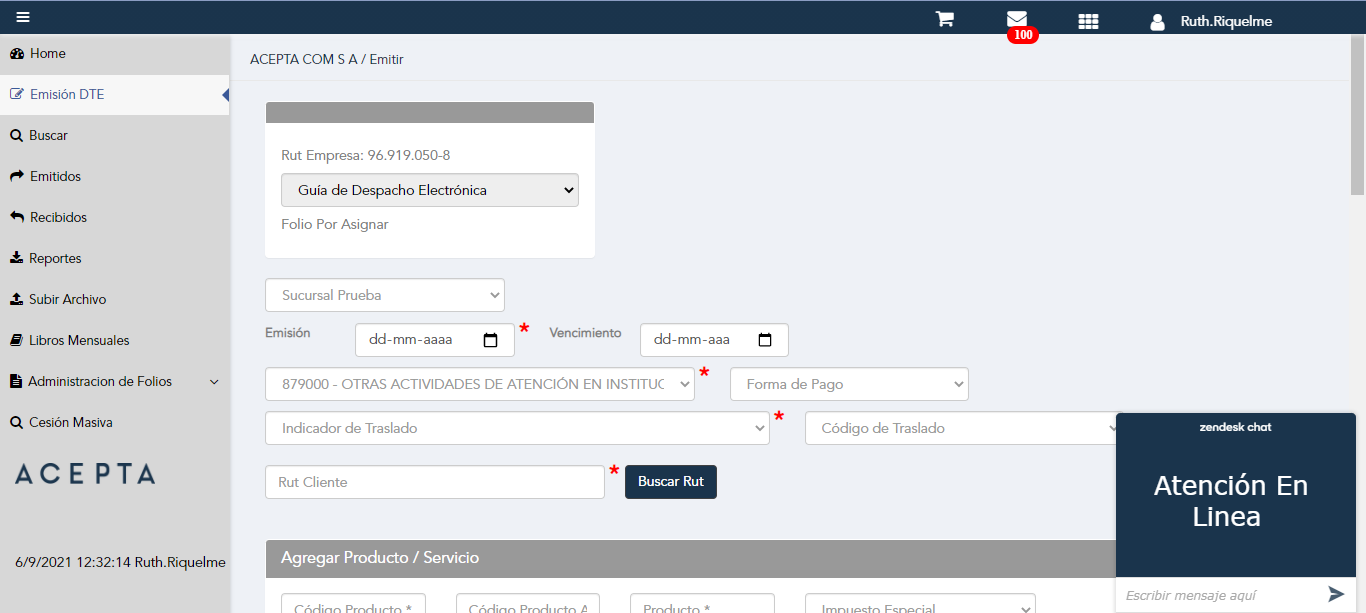 100
Ruth.Riquelme
Home
Emisión DTE
Buscar
Emitidos
Recibidos
Reportes
Subir Archivo
Libros Mensuales
Administracion de Folios
Cesión Masiva
ACEPTA
6/9/2021 12:32:14 Ruth.Riquelme
ACEPTA COM S A / Emitir
Rut Empresa: 96.919.050-8
Guía de Despacho Electrónica
Folio Por Asignar
Sucursal Prueba
Emisión dd-mm-aaaa * Vencimiento dd-mm-aaa
879000 - OTRAS ACTIVIDADES DE ATENCIÓN EN INSTITUC * Forma de Pago
Indicador de Traslado * Código de Traslado
Rut Cliente * Buscar Rut
Agregar Producto / Servicio
Código Producto * Código Producto A Producto * Impuesto Especial
zendesk chat
Atención En
Linea
Escribir mensaje aquí